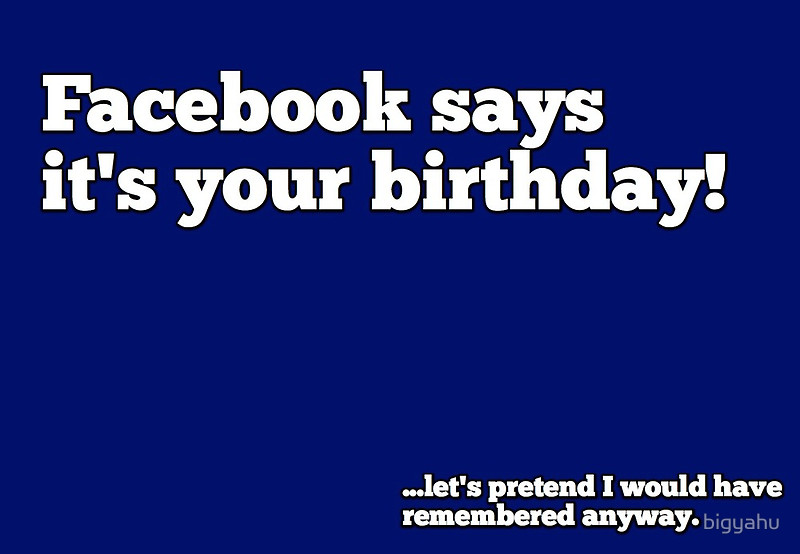 Facebook says
it's your birthday!
...let's pretend I would have
remembered anyway.
bigyahu